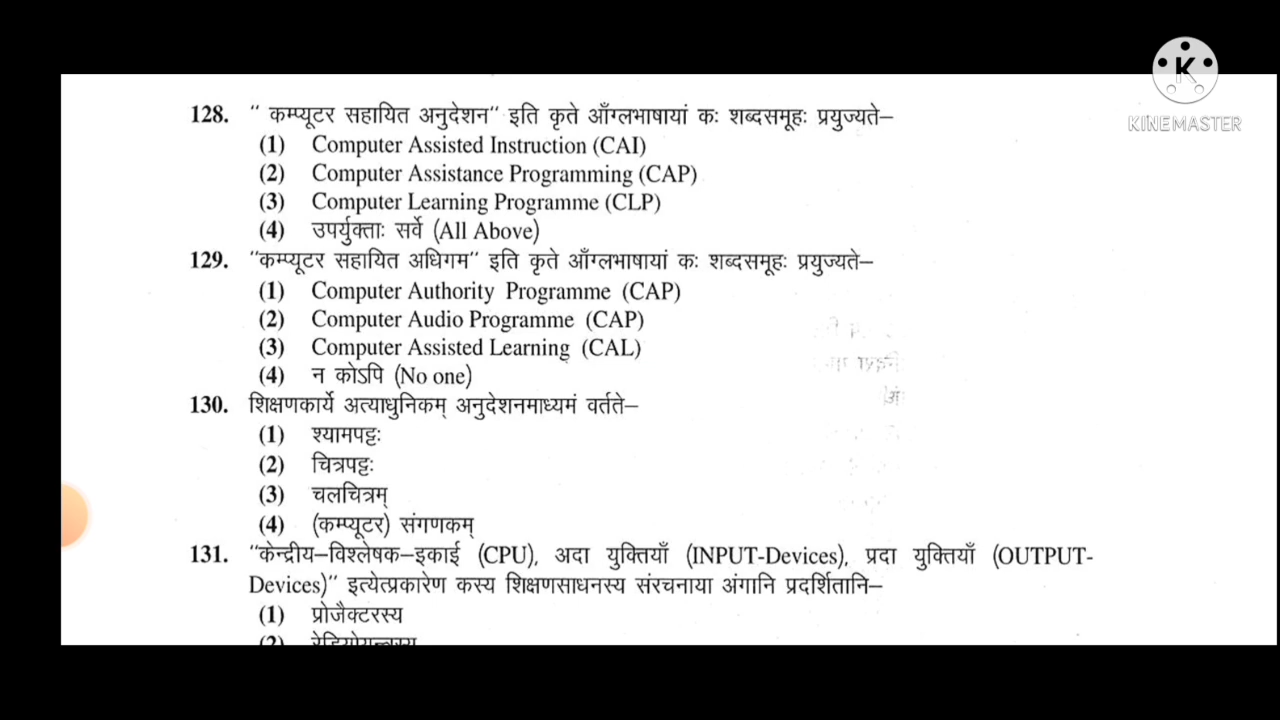 K
KINEMASTER
128. " कम्प्यूटर सहायित अनुदेशन" इति कृते आँग्लभाषायां कः शब्दसमूहः प्रयुज्यते–
(1) Computer Assisted Instruction (CAI)
(2) Computer Assistance Programming (CAP)
(3) Computer Learning Programme (CLP)
(4) उपर्युक्ताः सर्वे (All Above)
129. "कम्प्यूटर सहायित अधिगम" इति कृते आँग्लभाषायां कः शब्दसमूहः प्रयुज्यते–
(1) Computer Authority Programme (CAP)
(2) Computer Audio Programme (CAP)
(3) Computer Assisted Learning (CAL)
(4) न कोऽपि (No one)
130. शिक्षणकार्ये अत्याधुनिकम् अनुदेशनमाध्यमं वर्तते–
(1) श्यामपट्टः
(2) चित्रपट्टः
(3) चलचित्रम्
(4) (कम्प्यूटर) संगणकम्
131. "केन्द्रीय–विश्लेषक–इकाई (CPU), अदा युक्तियाँ (INPUT-Devices), प्रदा युक्तियाँ (OUTPUT-
Devices)" इत्येत्प्रकारेण कस्य शिक्षणसाधनस्य संरचनाया अंगानि प्रदर्शितानि–
(1) प्रोजैक्टरस्य
(2) रेडियोयन्त्रस्य